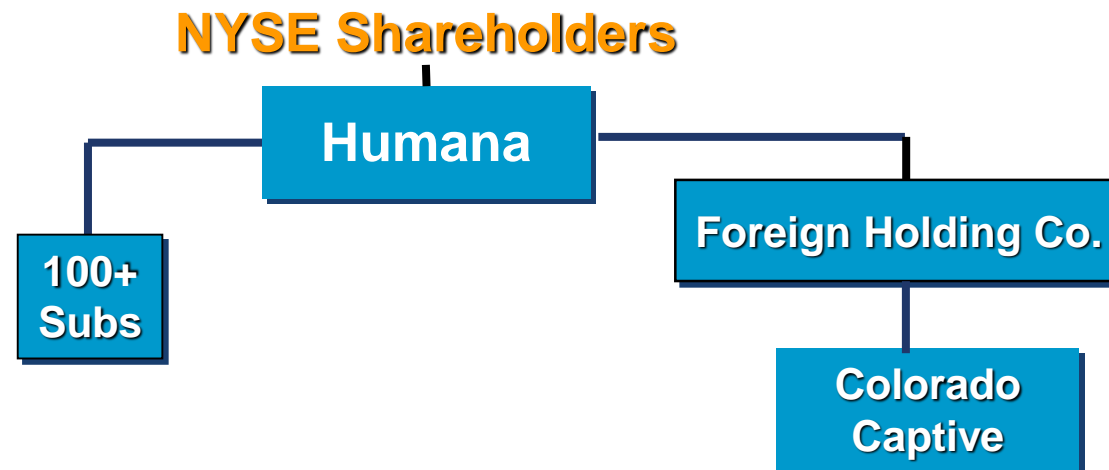 NYSE Shareholders
Humana
Foreign Holding Co.
100+
Subs
Colorado
Captive